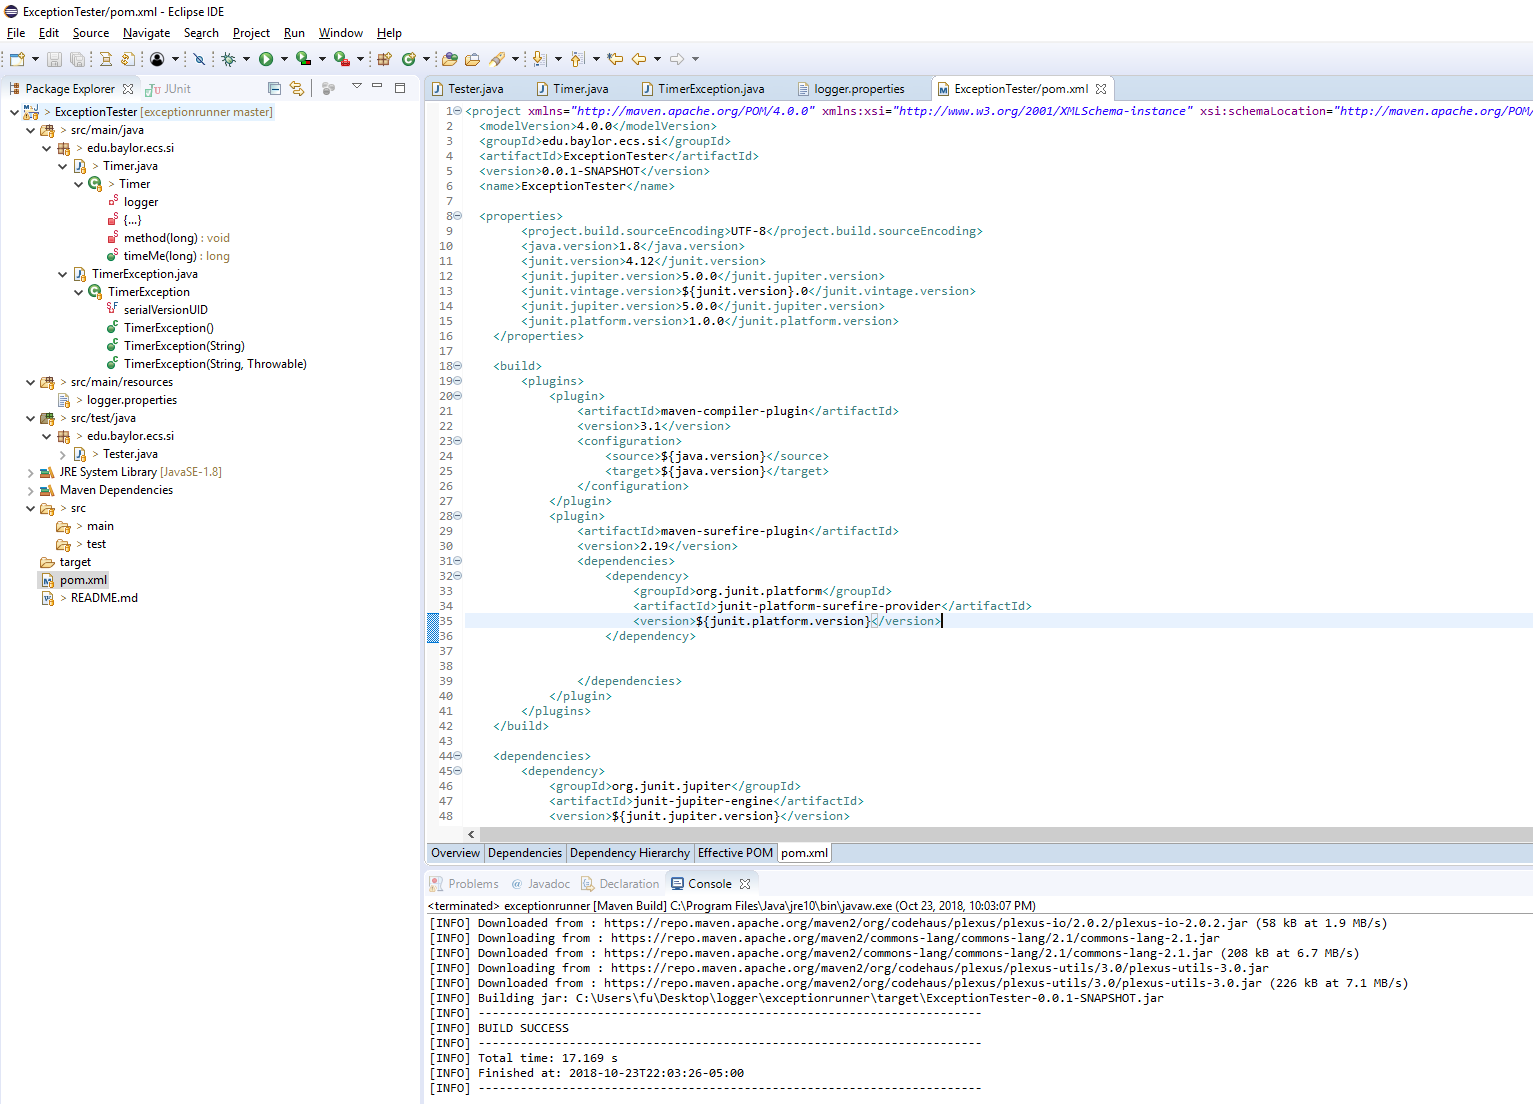 ExceptionTester/pom.xml - Eclipse IDE
File Edit Source Navigate Search Project Run Window Help
Package Explorer JUnit
> ExceptionTester [exceptionrunner master]
> src/main/java
> edu.baylor.ecs.si
> Timer.java
> Timer
logger
{...}
method(long) : void
timeMe(long) : long
TimerException.java
TimerException
serialVersionUID
TimerException()
TimerException(String)
TimerException(String, Throwable)
> src/main/resources
> logger.properties
> src/test/java
> edu.baylor.ecs.si
> Tester.java
JRE System Library [JavaSE-1.8]
Maven Dependencies
> src
> main
> test
target
pom.xml
> README.md
Tester.java Timer.java TimerException.java logger.properties ExceptionTester/pom.xml
1 <project xmlns="http://maven.apache.org/POM/4.0.0" xmlns:xsi="http://www.w3.org/2001/XMLSchema-instance" xsi:schemaLocation="http://maven.apache.org/POM/
2 <modelVersion>4.0.0</modelVersion>
3 <groupId>edu.baylor.ecs.si</groupId>
4 <artifactId>ExceptionTester</artifactId>
5 <version>0.0.1-SNAPSHOT</version>
6 <name>ExceptionTester</name>
7
8 <properties>
9 <project.build.sourceEncoding>UTF-8</project.build.sourceEncoding>
10 <java.version>1.8</java.version>
11 <junit.version>4.12</junit.version>
12 <junit.jupiter.version>5.0.0</junit.jupiter.version>
13 <junit.vintage.version>${junit.version}.0</junit.vintage.version>
14 <junit.jupiter.version>5.0.0</junit.jupiter.version>
15 <junit.platform.version>1.0.0</junit.platform.version>
16 </properties>
17
18 <build>
19 <plugins>
20 <plugin>
21 <artifactId>maven-compiler-plugin</artifactId>
22 <version>3.1</version>
23 <configuration>
24 <source>${java.version}</source>
25 <target>${java.version}</target>
26 </configuration>
27 </plugin>
28 <plugin>
29 <artifactId>maven-surefire-plugin</artifactId>
30 <version>2.19</version>
31 <dependencies>
32 <dependency>
33 <groupId>org.junit.platform</groupId>
34 <artifactId>junit-platform-surefire-provider</artifactId>
35 <version>${junit.platform.version}</version>
36 </dependency>
37
38
39 </dependencies>
40 </plugin>
41 </plugins>
42 </build>
43
44 <dependencies>
45 <dependency>
46 <groupId>org.junit.jupiter</groupId>
47 <artifactId>junit-jupiter-engine</artifactId>
48 <version>${junit.jupiter.version}</version>
Overview Dependencies Dependency Hierarchy Effective POM pom.xml
Problems Javadoc Declaration Console
<terminated> exceptionrunner [Maven Build] C:\Program Files\Java\jre10\bin\javaw.exe (Oct 23, 2018, 10:03:07 PM)
[INFO] Downloaded from : https://repo.maven.apache.org/maven2/org/codehaus/plexus/plexus-io/2.0.2/plexus-io-2.0.2.jar (58 kB at 1.9 MB/s)
[INFO] Downloading from : https://repo.maven.apache.org/maven2/commons-lang/commons-lang/2.1/commons-lang-2.1.jar
[INFO] Downloaded from : https://repo.maven.apache.org/maven2/commons-lang/commons-lang/2.1/commons-lang-2.1.jar (208 kB at 6.7 MB/s)
[INFO] Downloading from : https://repo.maven.apache.org/maven2/org/codehaus/plexus/plexus-utils/3.0/plexus-utils-3.0.jar
[INFO] Downloaded from : https://repo.maven.apache.org/maven2/org/codehaus/plexus/plexus-utils/3.0/plexus-utils-3.0.jar (226 kB at 7.1 MB/s)
[INFO] Building jar: C:\Users\fu\Desktop\logger\exceptionrunner\target\ExceptionTester-0.0.1-SNAPSHOT.jar
[INFO] ------------------------------------------------------------------------
[INFO] BUILD SUCCESS
[INFO] ------------------------------------------------------------------------
[INFO] Total time: 17.169 s
[INFO] Finished at: 2018-10-23T22:03:26-05:00
[INFO] ------------------------------------------------------------------------